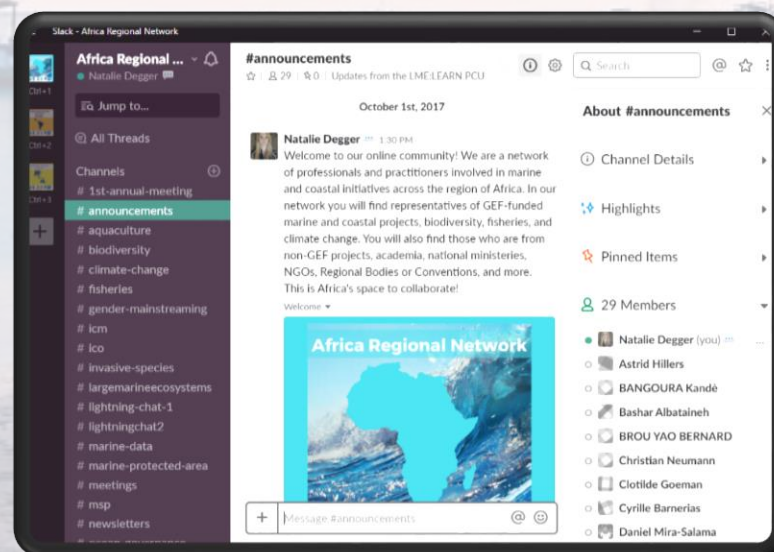 Slack - Africa Regional Network
Ctrl+1
Ctrl+2
Ctrl+3
Africa Regional ...
Natalie Degger
Jump to...
All Threads
Channels
# 1st-annual-meeting
# announcements
# aquaculture
# biodiversity
# climate-change
# fisheries
# gender-mainstreaming
# icm
# ico
# invasive-species
# largemarineecosystems
# lightning-chat-1
# lightningchat2
# marine-data
# marine-protected-area
# meetings
# msp
# newsletters
#announcements
29 | 0 | Updates from the LME:LEARN PCU
Search
October 1st, 2017
Natalie Degger 1:30 PM
Welcome to our online community! We are a network
of professionals and practitioners involved in marine
and coastal initiatives across the region of Africa. In our
network you will find representatives of GEF-funded
marine and coastal projects, biodiversity, fisheries, and
climate change. You will also find those who are from
non-GEF projects, academia, national ministeries,
NGOs, Regional Bodies or Conventions, and more.
This is Africa's space to collaborate!
Welcome
Africa Regional Network
Message #announcements
About #announcements
Channel Details
Highlights
Pinned Items
29 Members
Natalie Degger (you)
Astrid Hillers
BANGOURA Kandé
Bashar Albataineh
BROU YAO BERNARD
Christian Neumann
Clotilde Goeman
Cyrille Barnerias
Daniel Mira-Salama